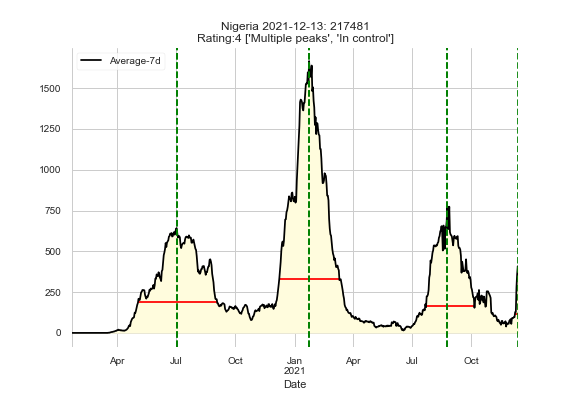 Nigeria 2021-12-13: 217481
Rating:4 ['Multiple peaks', 'In control']
Average-7d
1500
1250
1000
750
500
250
0
Apr Jul Oct Jan Apr Jul Oct
2021
Date